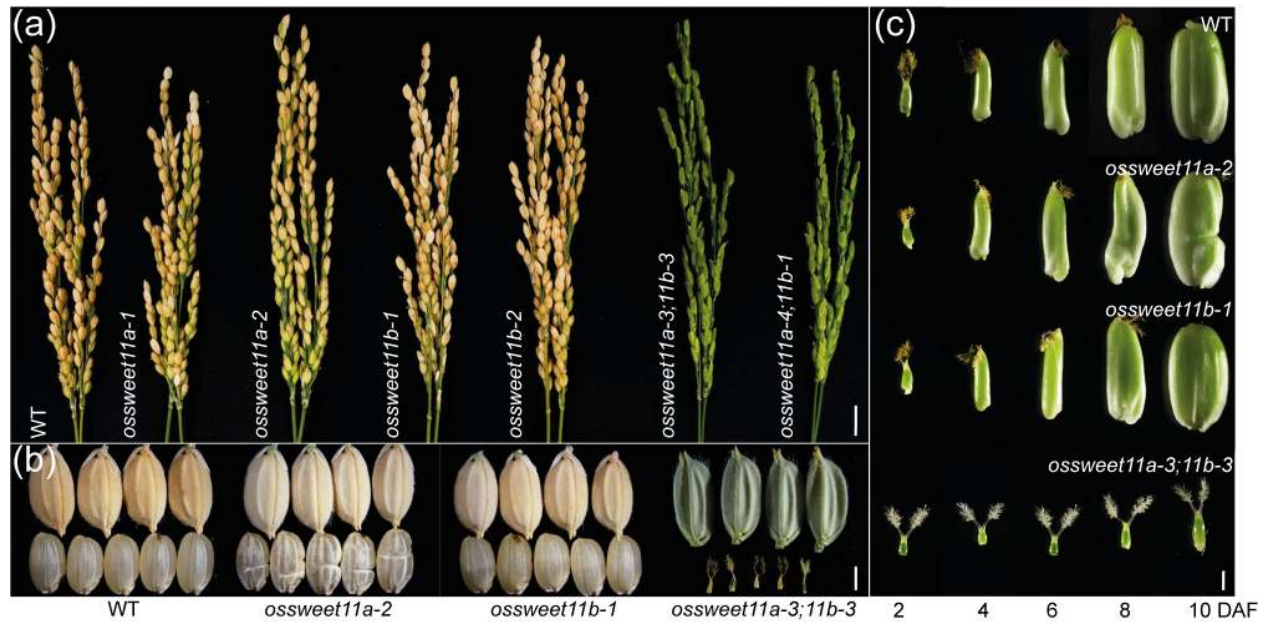 (a)
WT
ossweet11a-1
ossweet11a-2
ossweet11b-1
ossweet11b-2
ossweet11a-3;11b-3
ossweet11a-4;11b-1
(b)
WT
ossweet11a-2
ossweet11b-1
ossweet11a-3;11b-3
(c)
WT
ossweet11a-2
ossweet11b-1
ossweet11a-3;11b-3
2 4 6 8 10 DAF